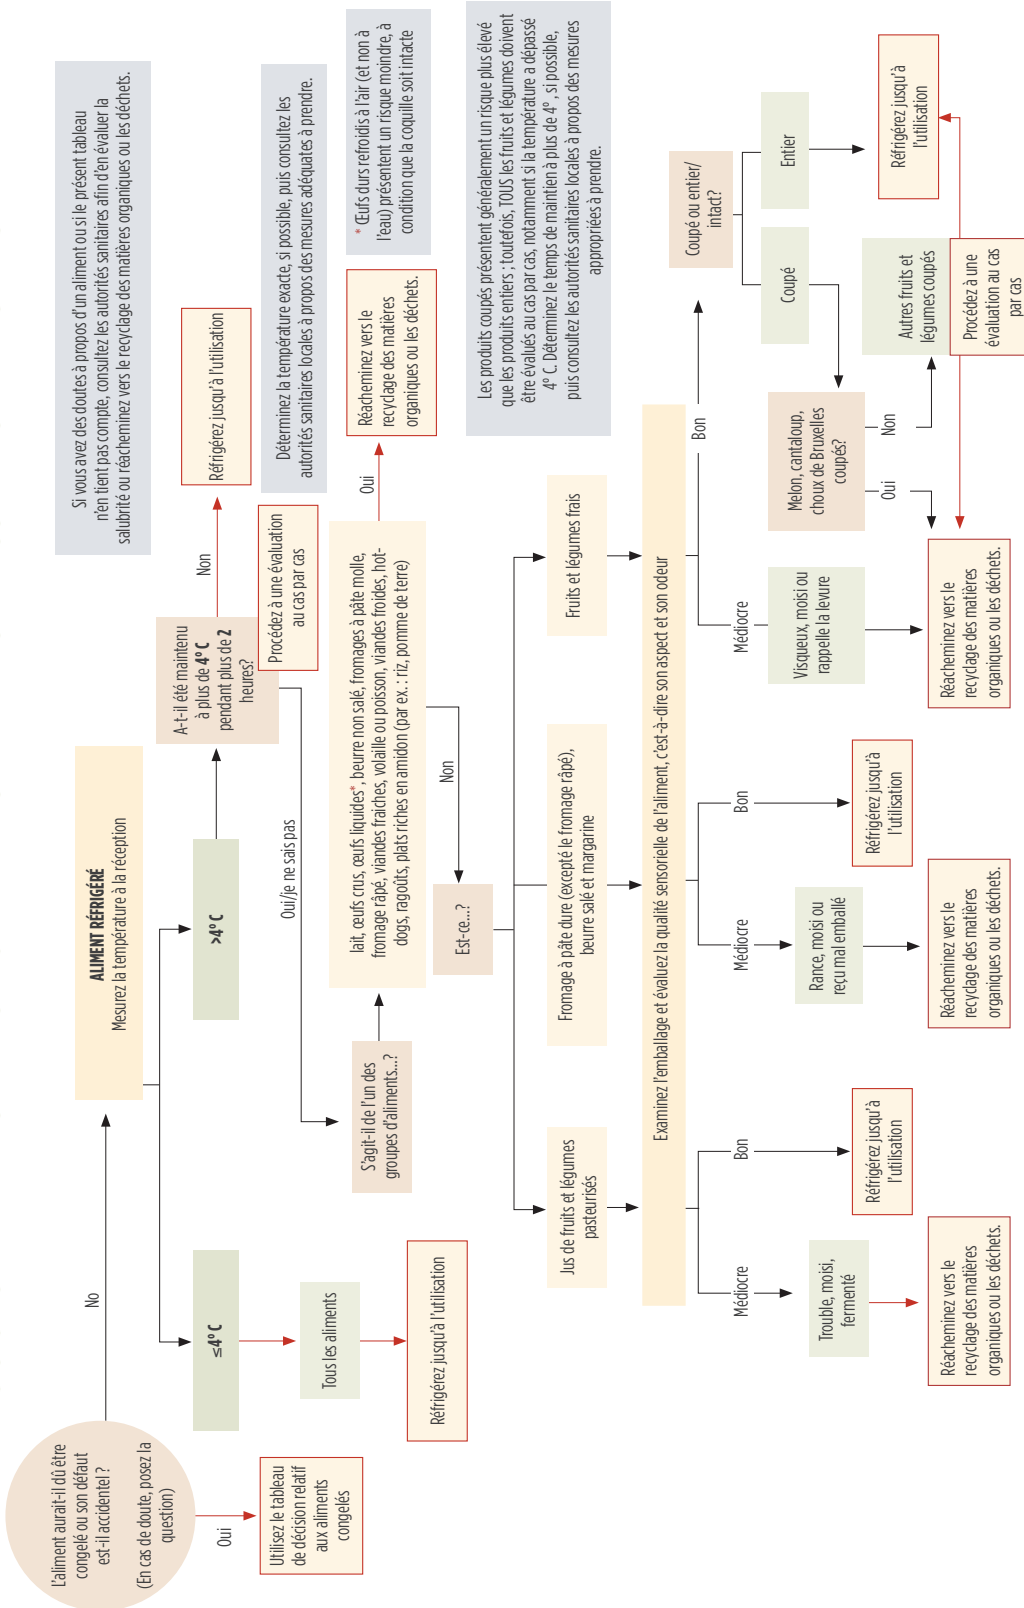 L'aliment aurait-il dû être
congelé ou son défaut
est-il accidentel ?
(En cas de doute, posez la
question)
Oui
Utilisez le tableau
de décision relatif
aux aliments
congelés
No
ALIMENT RÉFRIGÉRÉ
Mesurez la température à la réception
≤4º C
Tous les aliments
Réfrigérez jusqu'à l'utilisation
>4º C
A-t-il été maintenu
à plus de 4º C
pendant plus de 2
heures?
Non
Réfrigérez jusqu'à l'utilisation
Procédez à une évaluation
au cas par cas
Si vous avez des doutes à propos d'un aliment ou si le présent tableau
n'en tient pas compte, consultez les autorités sanitaires afin d'en évaluer la
salubrité ou réacheminez vers le recyclage des matières organiques ou les déchets.
Déterminez la température exacte, si possible, puis consultez les
autorités sanitaires locales à propos des mesures adéquates à prendre.
Oui/je ne sais pas
S'agit-il de l'un des
groupes d'aliments...?
lait, œufs crus, œufs liquides*, beurre non salé, fromages à pâte molle,
fromage râpé, viandes fraiches, volaille ou poisson, viandes froides, hot-
dogs, ragoûts, plats riches en amidon (par ex. : riz, pomme de terre)
Oui
Réacheminez vers le
recyclage des matières
organiques ou les déchets.
* Œufs durs refroidis à l'air (et non à
l'eau) présentent un risque moindre, à
condition que la coquille soit intacte
Non
Est-ce...?
Jus de fruits et légumes
pasteurisés
Fromage à pâte dure (excepté le fromage râpé),
beurre salé et margarine
Fruits et légumes frais
Les produits coupés présentent généralement un risque plus élevé
que les produits entiers ; toutefois, TOUS les fruits et légumes doivent
être évalués au cas par cas, notamment si la température a dépassé
4º C. Déterminez le temps de maintien à plus de 4º, si possible,
puis consultez les autorités sanitaires locales à propos des mesures
appropriées à prendre.
Examinez l'emballage et évaluez la qualité sensorielle de l'aliment, c'est-à-dire son aspect et son odeur
Médiocre
Trouble, moisi,
fermenté
Réacheminez vers le
recyclage des matières
organiques ou les déchets.
Bon
Réfrigérez jusqu'à
l'utilisation
Médiocre
Rance, moisi ou
reçu mal emballé
Réacheminez vers le
recyclage des matières
organiques ou les déchets.
Bon
Réfrigérez jusqu'à
l'utilisation
Médiocre
Visqueux, moisi ou
rappelle la levure
Réacheminez vers le
recyclage des matières
organiques ou les déchets.
Bon
Coupé ou entier/
intact?
Coupé
Entier
Réfrigérez jusqu'à
l'utilisation
Melon, cantaloup,
choux de Bruxelles
coupés?
Oui
Non
Autres fruits et
légumes coupés
Procédez à une
évaluation au cas
par cas